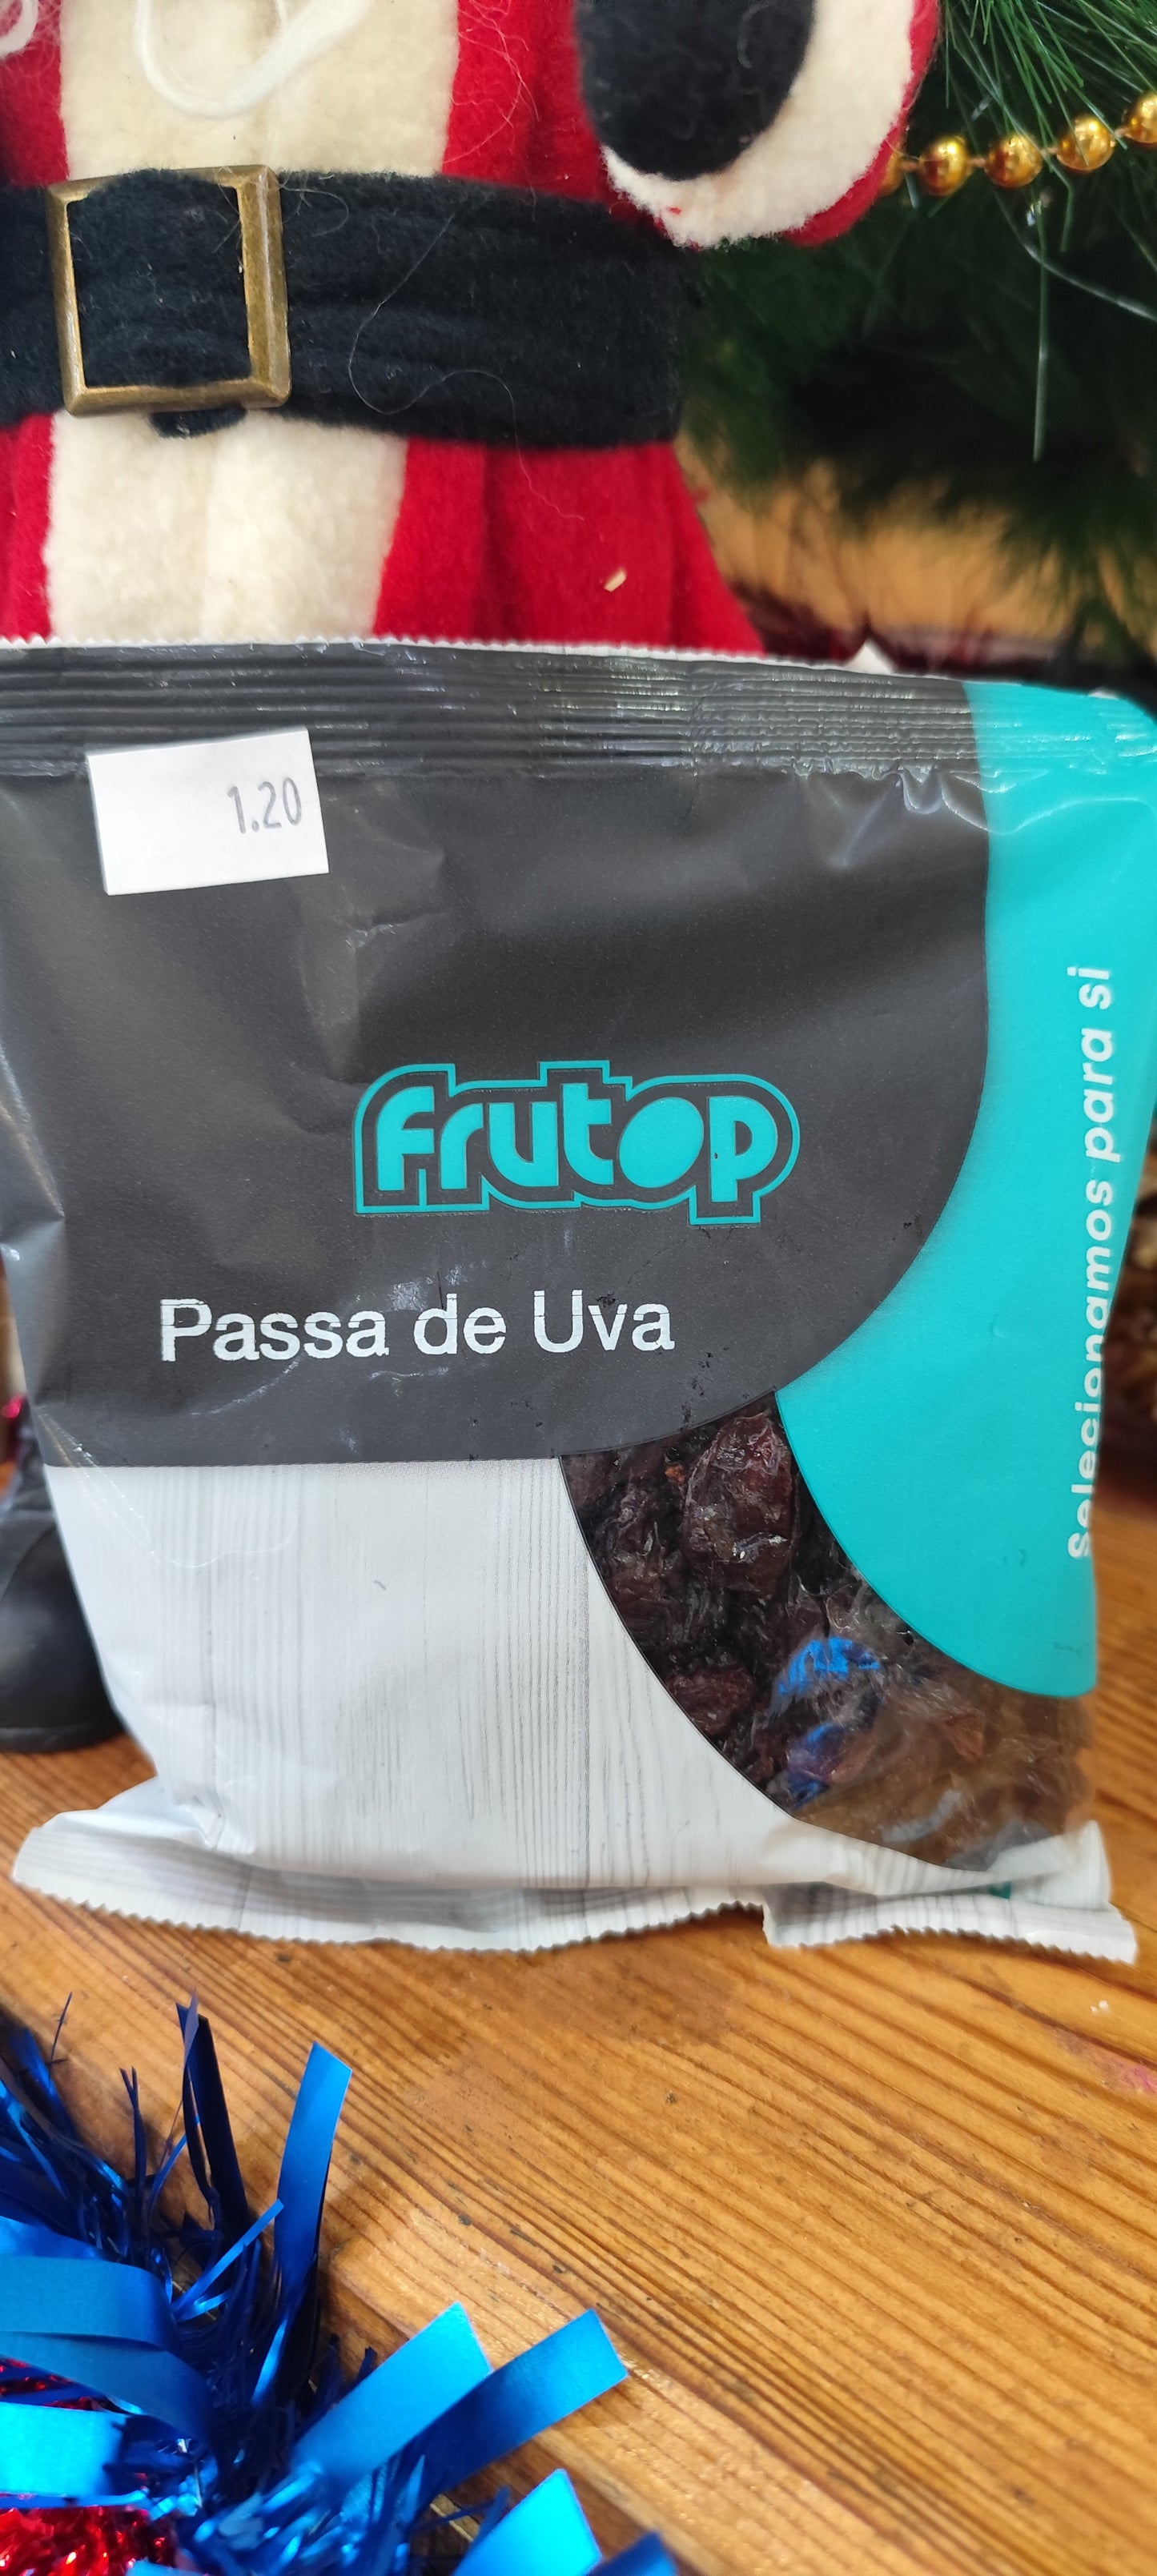 1.20
frutop
Passa de Uva
Selecionamos para si